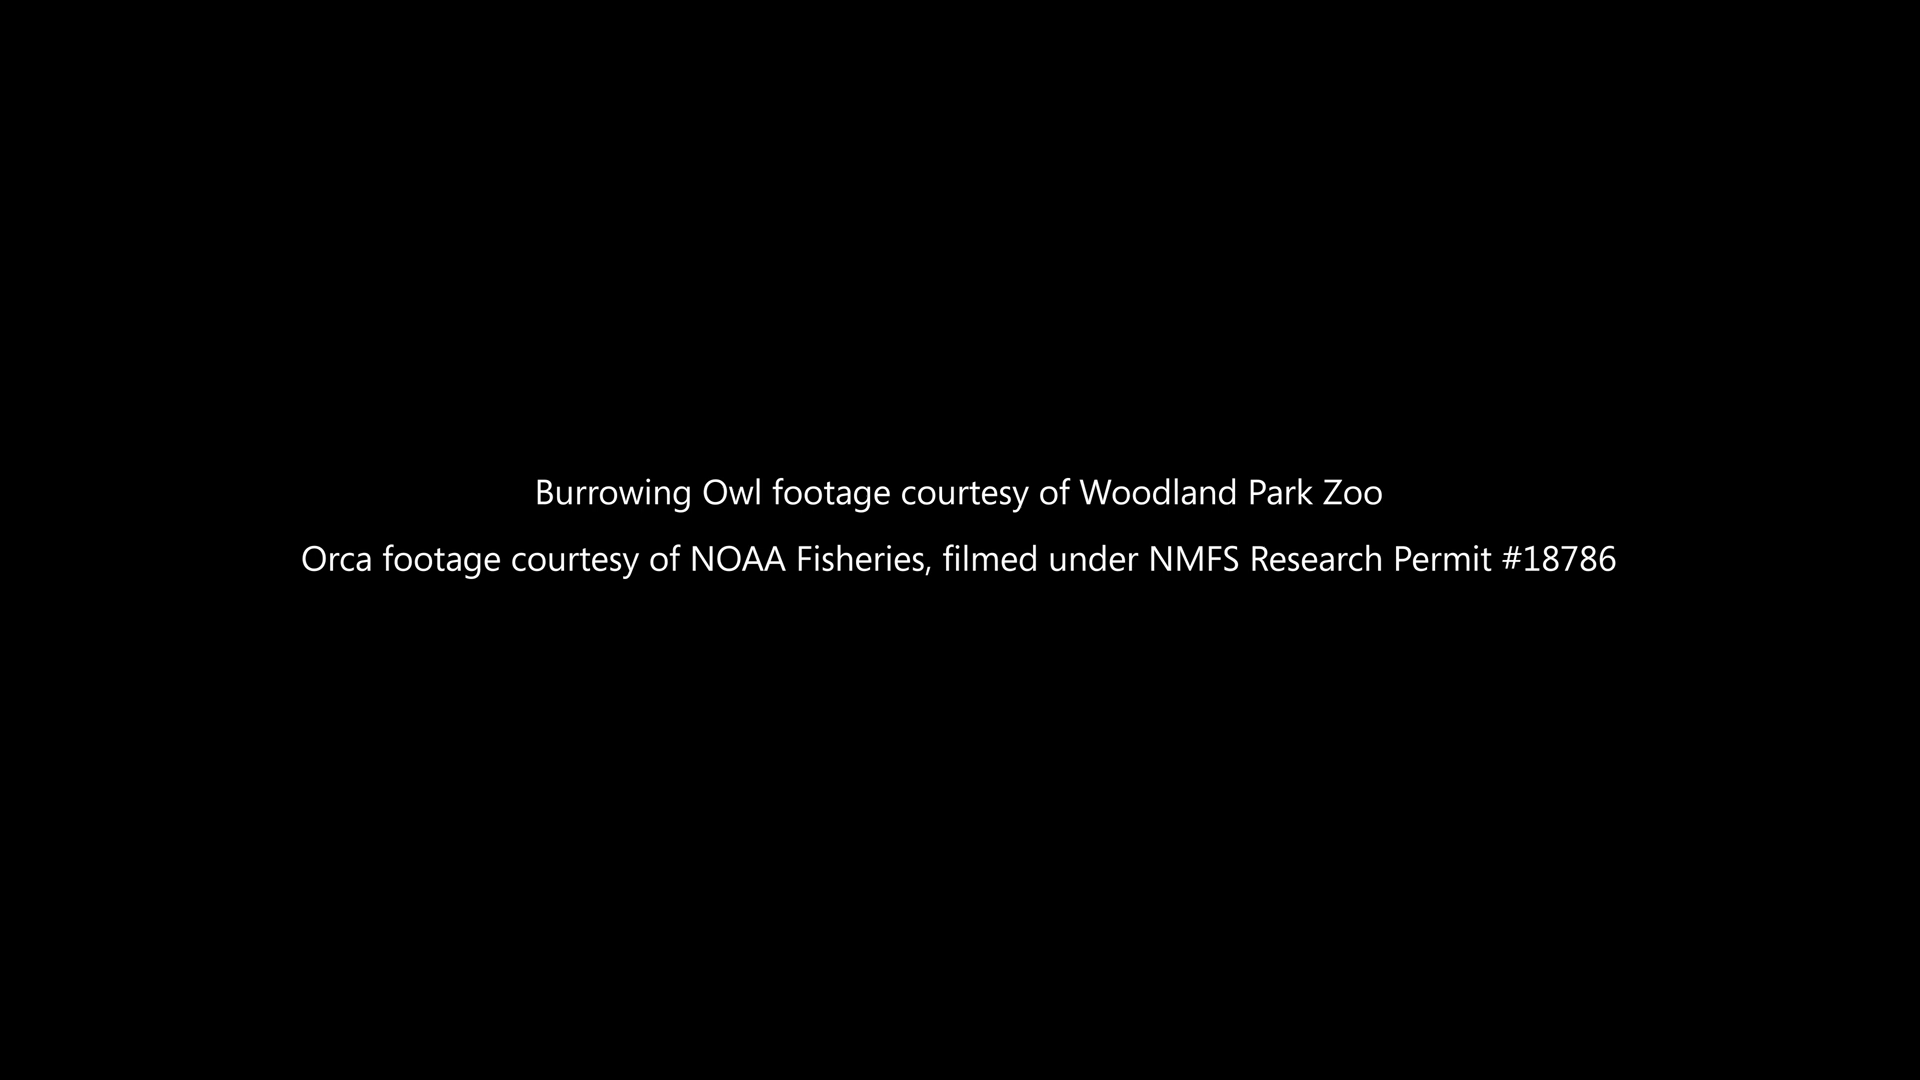 Burrowing Owl footage courtesy of Woodland Park Zoo
Orca footage courtesy of NOAA Fisheries, filmed under NMFS Research Permit #18786